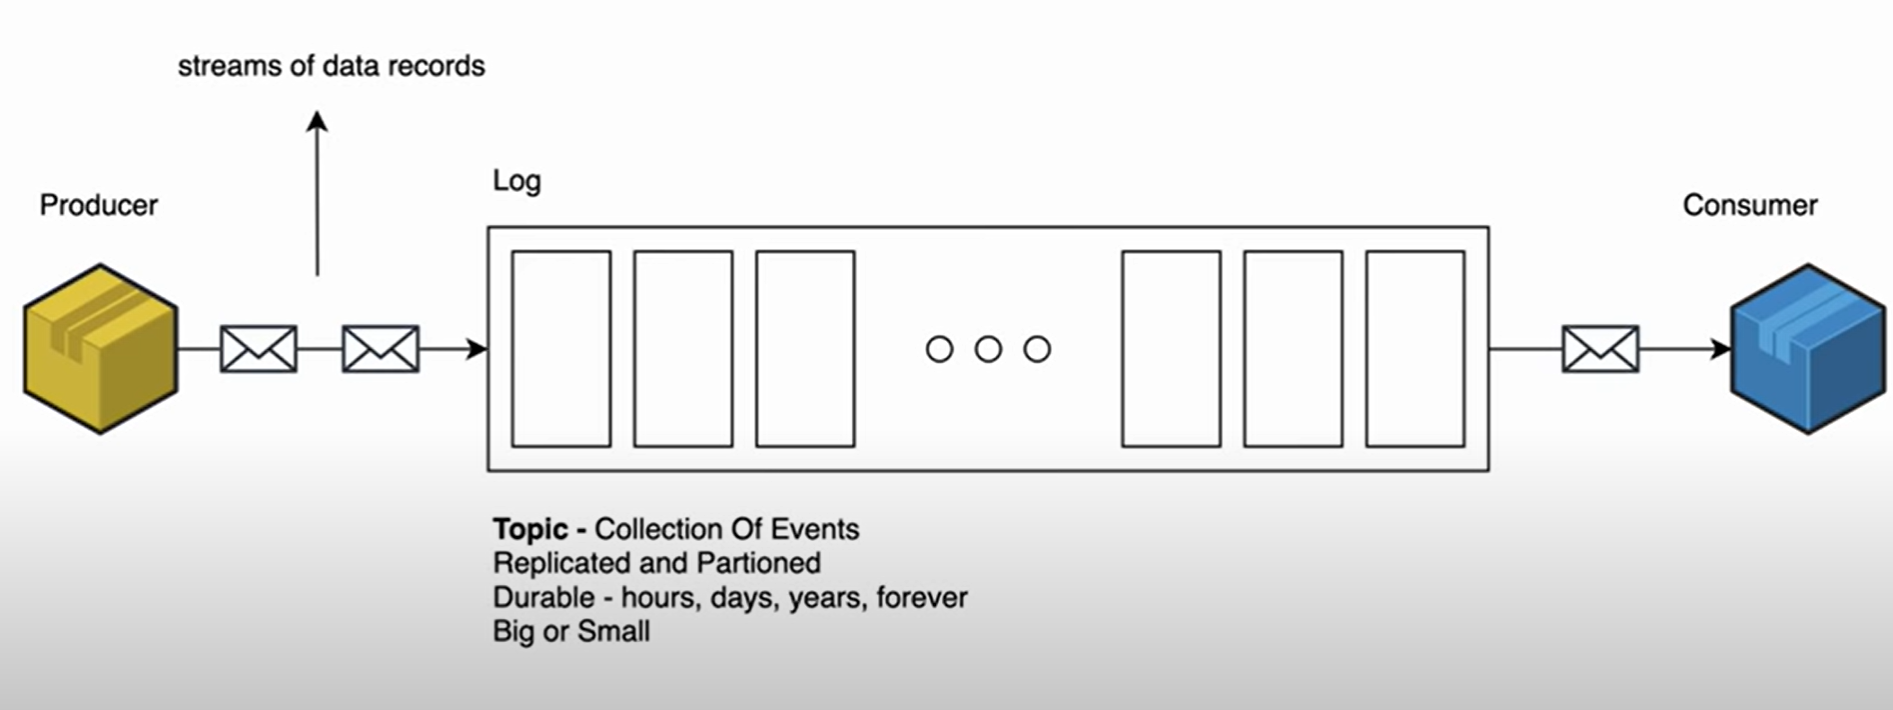 streams of data records
Log
Producer
Consumer
Topic - Collection Of Events
Replicated and Partioned
Durable - hours, days, years, forever
Big or Small